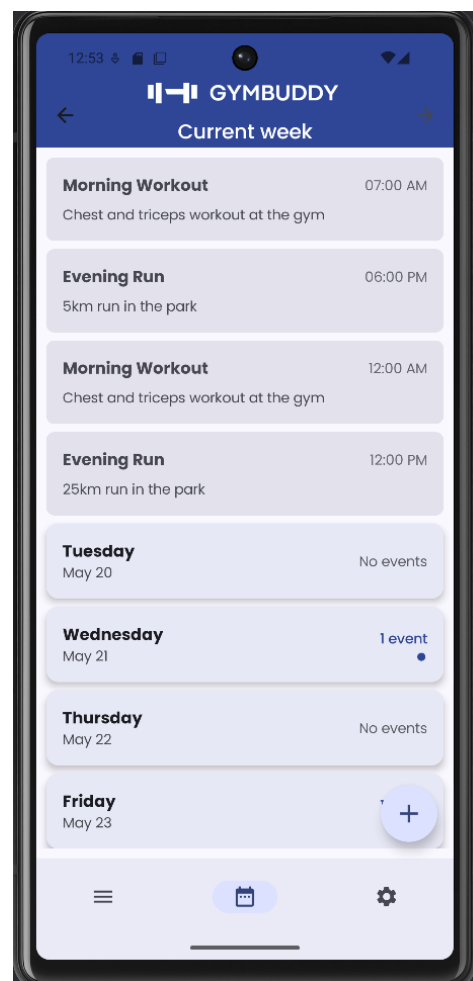 12:53
GYMBUDDY
Current week
Morning Workout 07:00 AM
Chest and triceps workout at the gym
Evening Run 06:00 PM
5km run in the park
Morning Workout 12:00 AM
Chest and triceps workout at the gym
Evening Run 12:00 PM
25km run in the park
Tuesday
May 20 No events
Wednesday 1 event
May 21
Thursday
May 22 No events
Friday
May 23